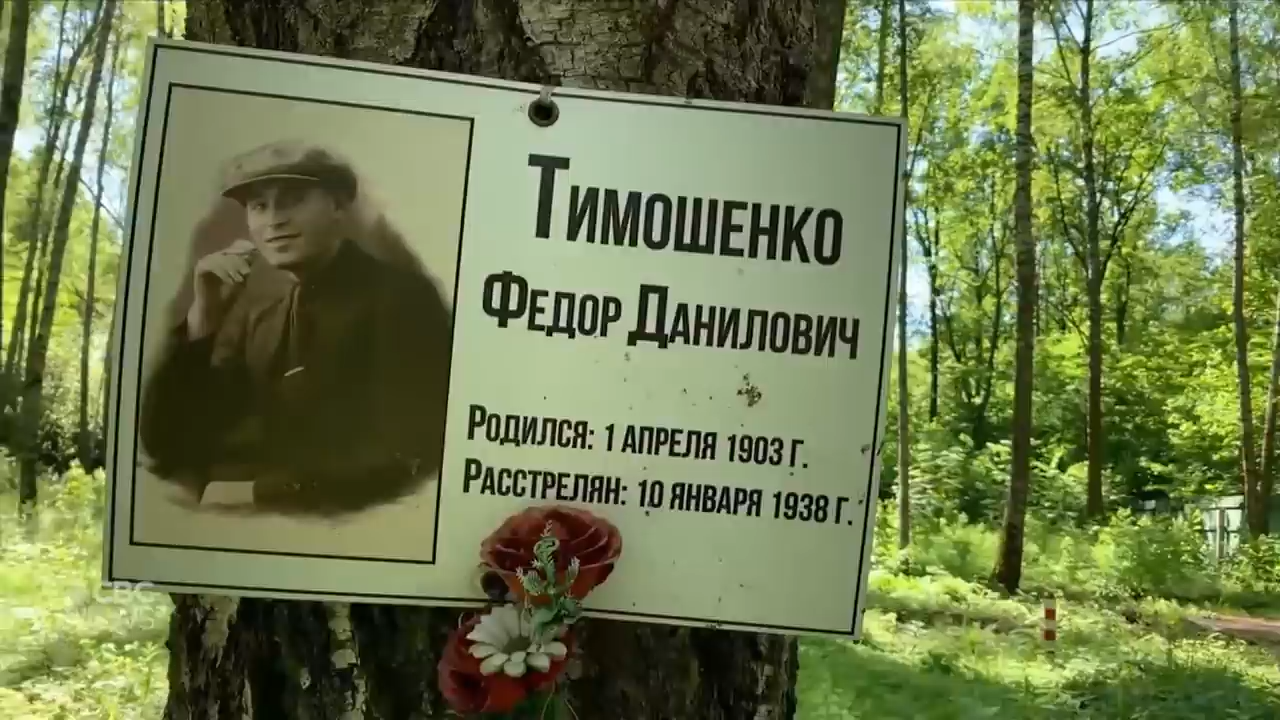 Тимошенко
Федор Данилович
Родился: 1 апреля 1903 г.
Расстрелян: 10 января 1938 г.